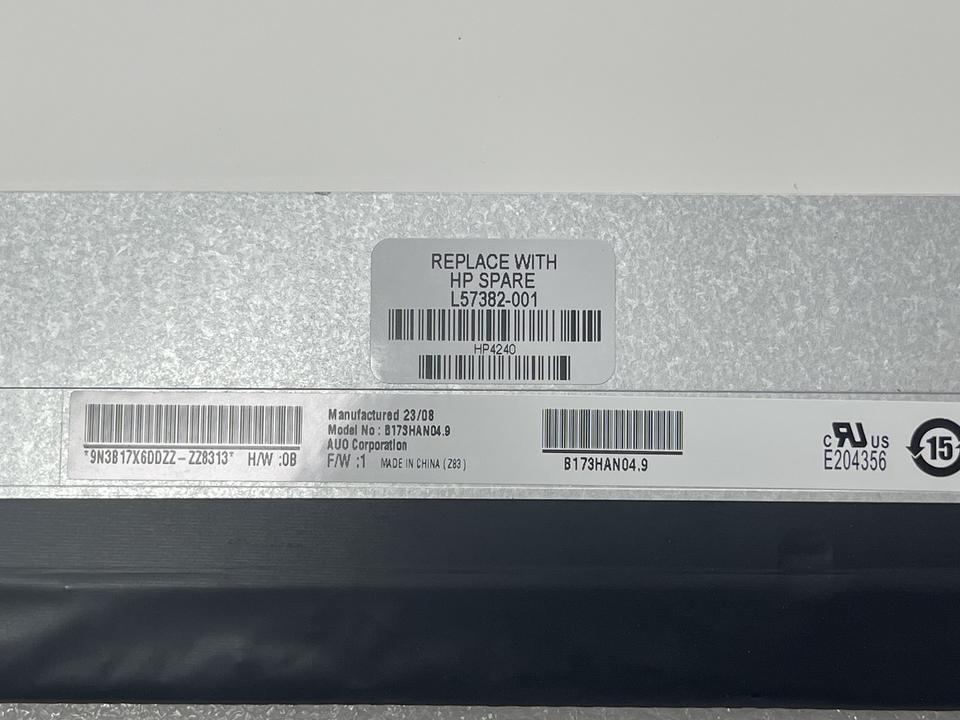 REPLACE WITH
HP SPARE
L57382-001
HP4240
*9N3B17X6DDZZ-ZZ8313* H/W :0B
Manufactured 23/08
Model No : B173HAN04.9
AUO Corporation
F/W :1 MADE IN CHINA ( Z83 )
B173HAN04.9
c RU US
E204356
15